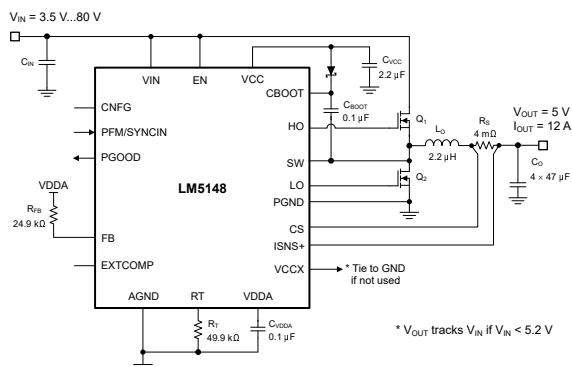 VIN = 3.5 V...80 V
CIN
VIN
EN
VCC
CVCC
2.2 µF
CBOOT
CBOOT
0.1 µF
CNFG
HO
Q1
PFM/SYNCIN
LO
2.2 µH
RS
4 mΩ
VOUT = 5 V
IOUT = 12 A
PGOOD
SW
CO
4 × 47 µF
VDDA
LM5148
LO
Q2
RFB
24.9 kΩ
PGND
FB
CS
ISNS+
EXTCOMP
VCCX
* Tie to GND
if not used
AGND
RT
VDDA
RT
49.9 kΩ
CVDDA
0.1 µF
* VOUT tracks VIN if VIN < 5.2 V